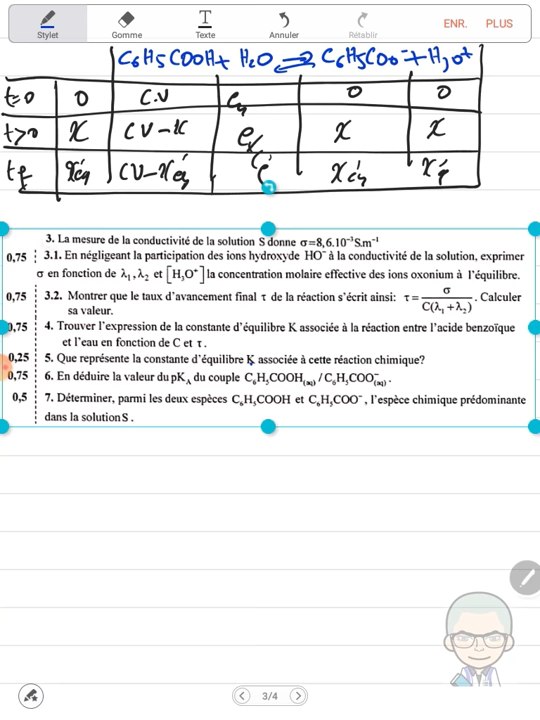 Stylet Gomme Texte Annuler Rétablir ENR. PLUS
C6H5COOH + H2O ⇌ C6H5COO⁻ + H3O⁺
t=0 0 C.V 0 0
t>0 x CV-x x x
tf xéq CV-xéq xéq xéq
3. La mesure de la conductivité de la solution S donne σ=8,6.10⁻³S.m⁻¹
0,75 3.1. En négligeant la participation des ions hydroxyde HO⁻ à la conductivité de la solution, exprimer
σ en fonction de λ₁, λ₂ et [H₃O⁺] la concentration molaire effective des ions oxonium à l'équilibre.
0,75 3.2. Montrer que le taux d'avancement final τ de la réaction s'écrit ainsi: τ = σ / C(λ₁+λ₂) . Calculer
sa valeur.
0,75 4. Trouver l'expression de la constante d'équilibre K associée à la réaction entre l'acide benzoïque
et l'eau en fonction de C et τ.
0,25 5. Que représente la constante d'équilibre K associée à cette réaction chimique?
0,75 6. En déduire la valeur du pK_A du couple C₆H₅COOH(aq) / C₆H₅COO⁻(aq).
0,5 7. Déterminer, parmi les deux espèces C₆H₅COOH et C₆H₅COO⁻, l'espèce chimique prédominante
dans la solution S.
3/4